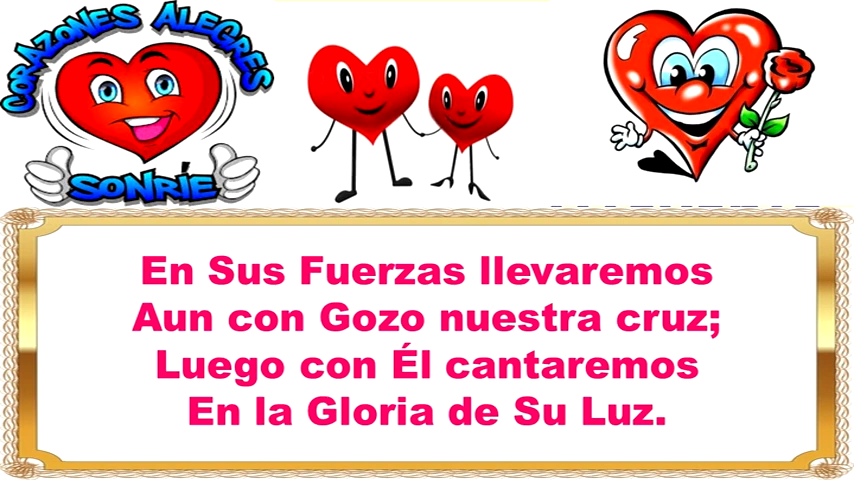 CORAZONES ALEGRES
SONRÍE
En Sus Fuerzas llevaremos
Aun con Gozo nuestra cruz;
Luego con Él cantaremos
En la Gloria de Su Luz.